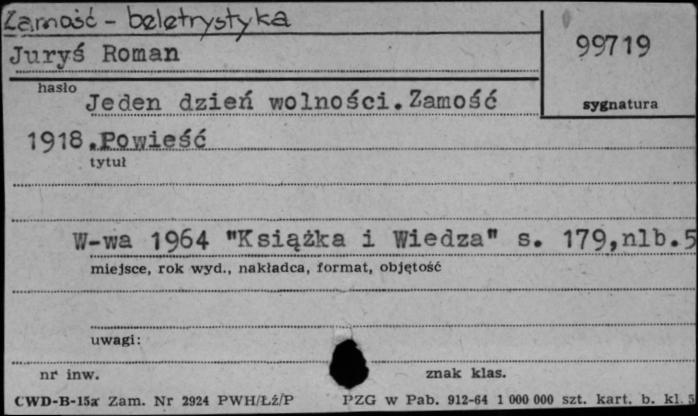 Zamość - beletrystyka
Juryś Roman
99719
hasło
sygnatura
Jeden dzień wolności. Zamość
1918. Powieść
tytuł
W-wa 1964 "Książka i Wiedza" s. 179, nlb. 5
miejsce, rok wyd., nakładca, format, objętość
uwagi:
nr inw.
znak klas.
CWD-B-15a Zam. Nr 2924 PWH/Łź/P
PZG w Pab. 912-64 1 000 000 szt. kart. b. kl. 3